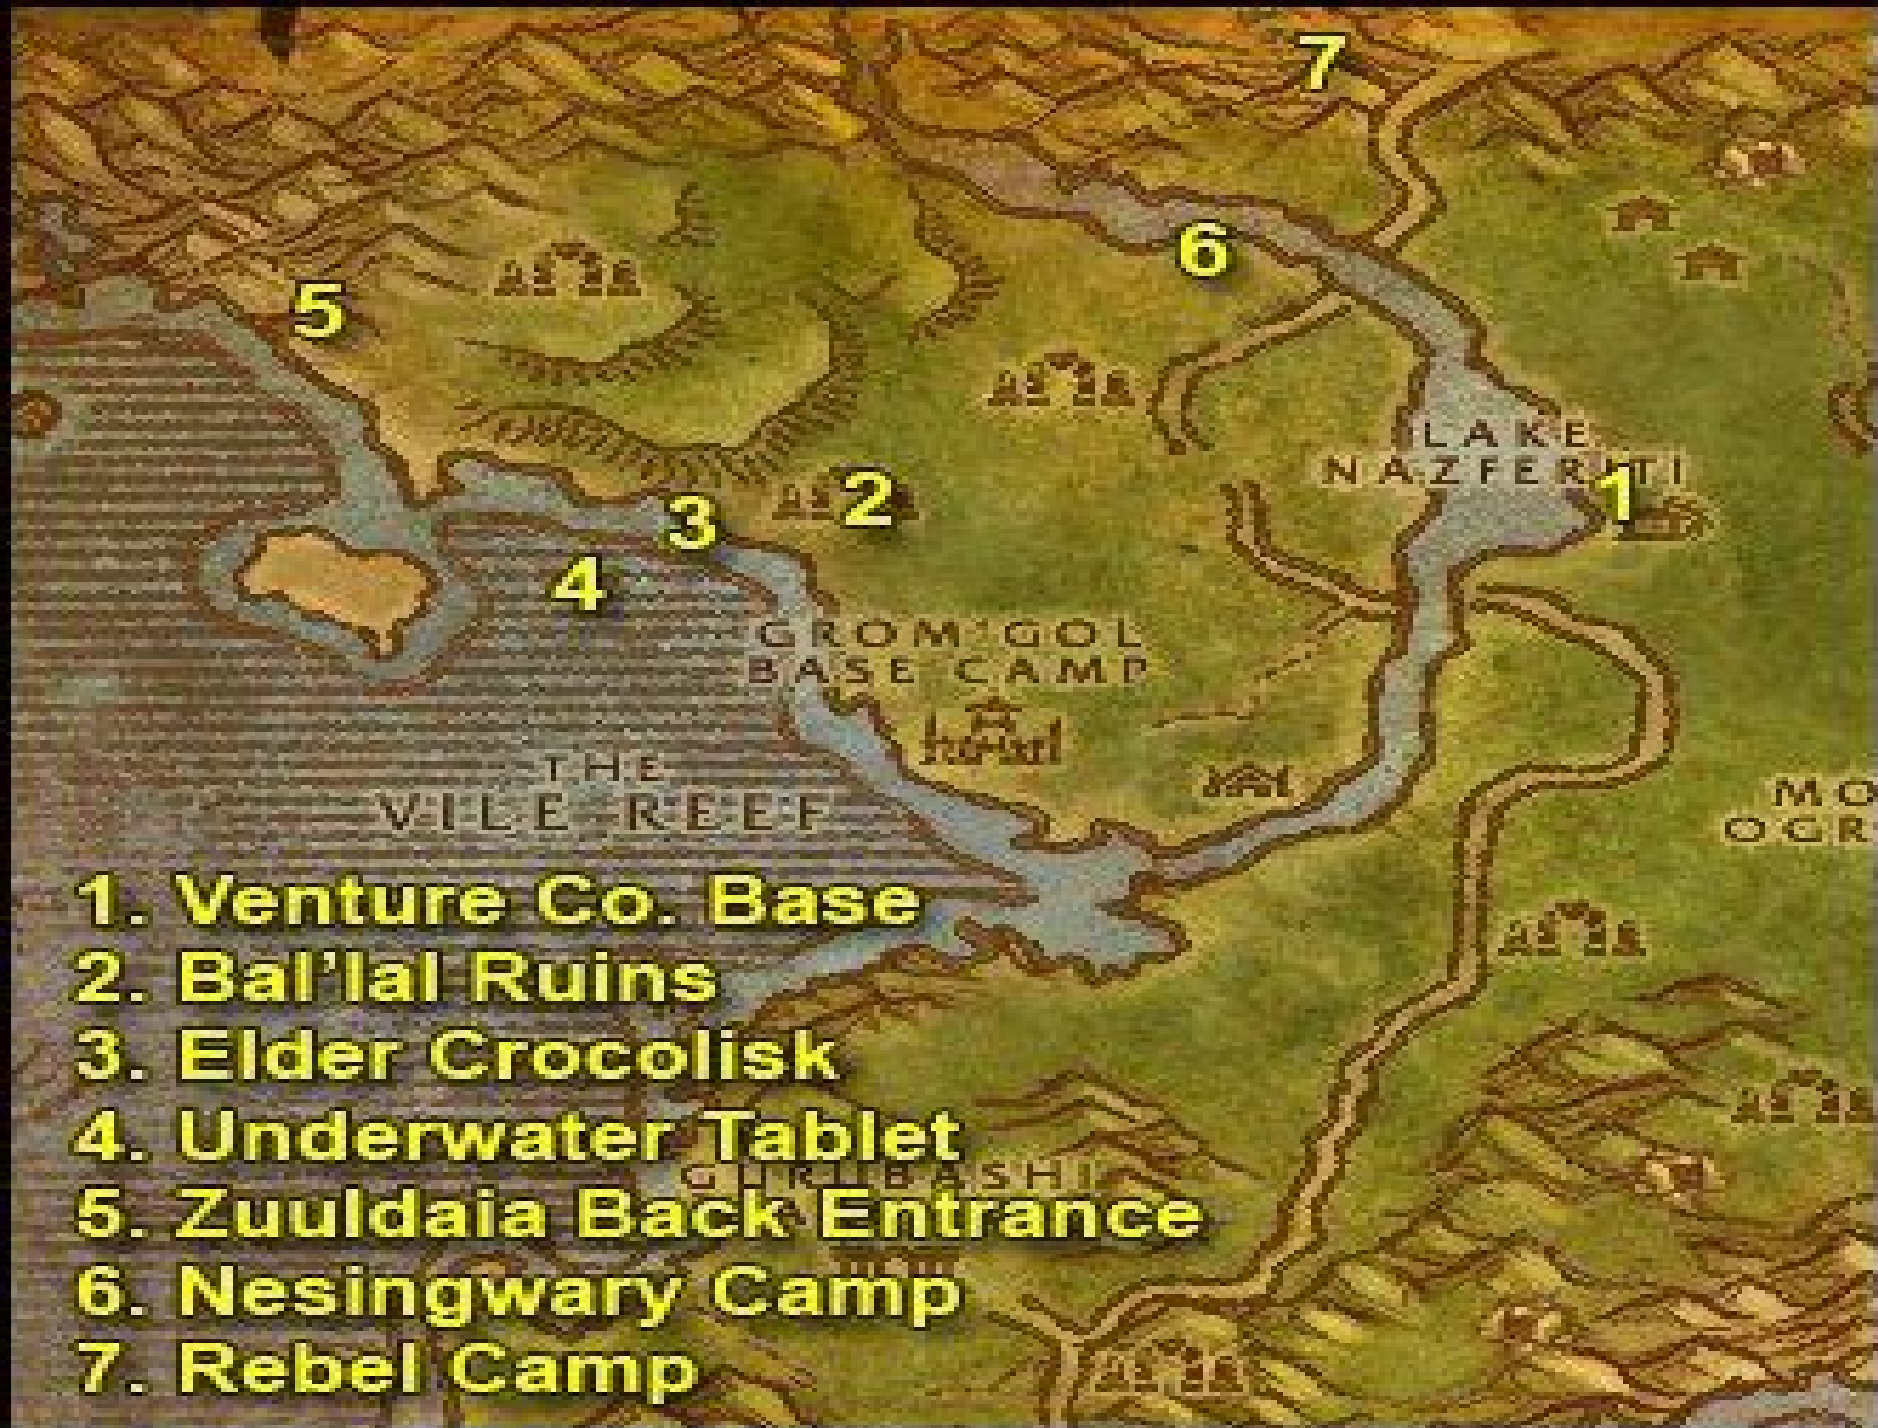 7
6
5
LAKE
NAZFERITI
1
2
3
4
GROM'GOL
BASE CAMP
THE
VILE REEF
MO
OGR
1. Venture Co. Base
2. Bal'lal Ruins
3. Elder Crocolisk
4. Underwater Tablet
GURUBASHI
5. Zuuldaia Back Entrance
6. Nesingwary Camp
7. Rebel Camp